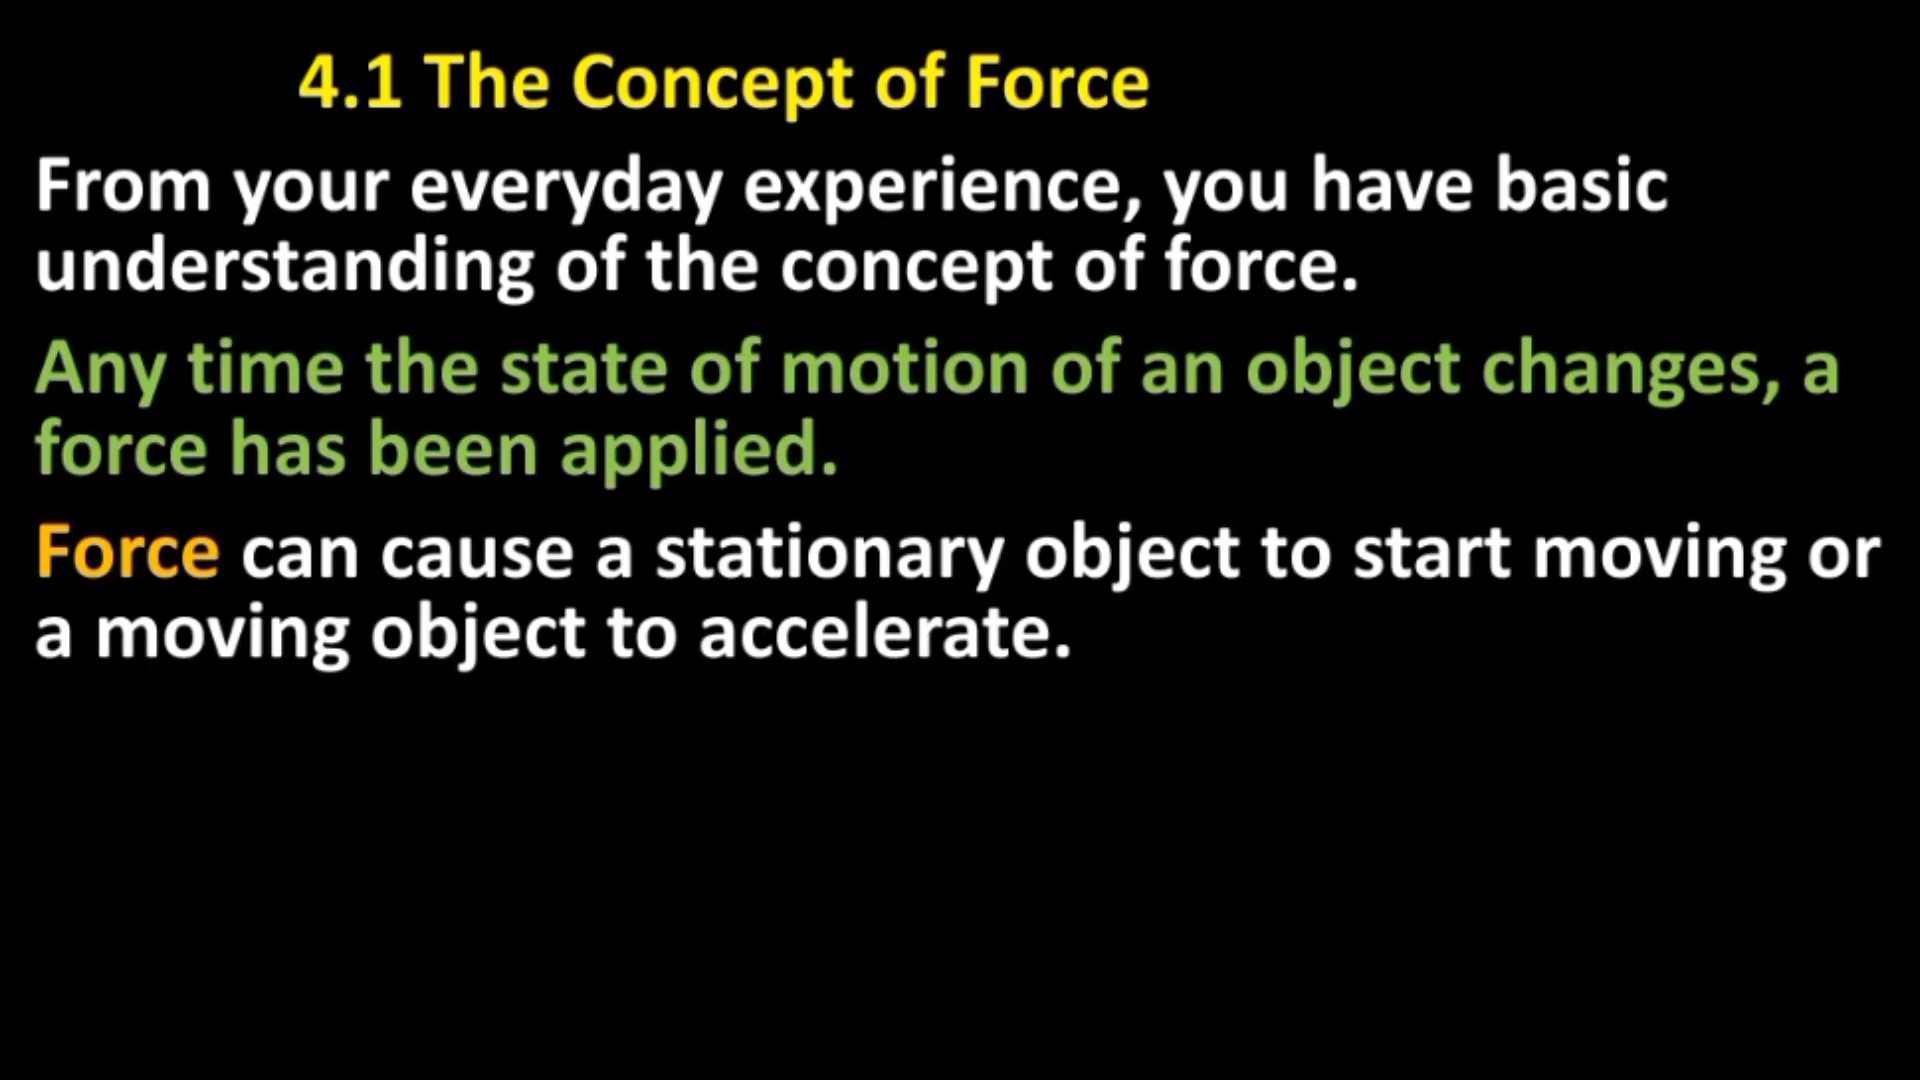 4.1 The Concept of Force
From your everyday experience, you have basic
understanding of the concept of force.
Any time the state of motion of an object changes, a
force has been applied.
Force can cause a stationary object to start moving or
a moving object to accelerate.